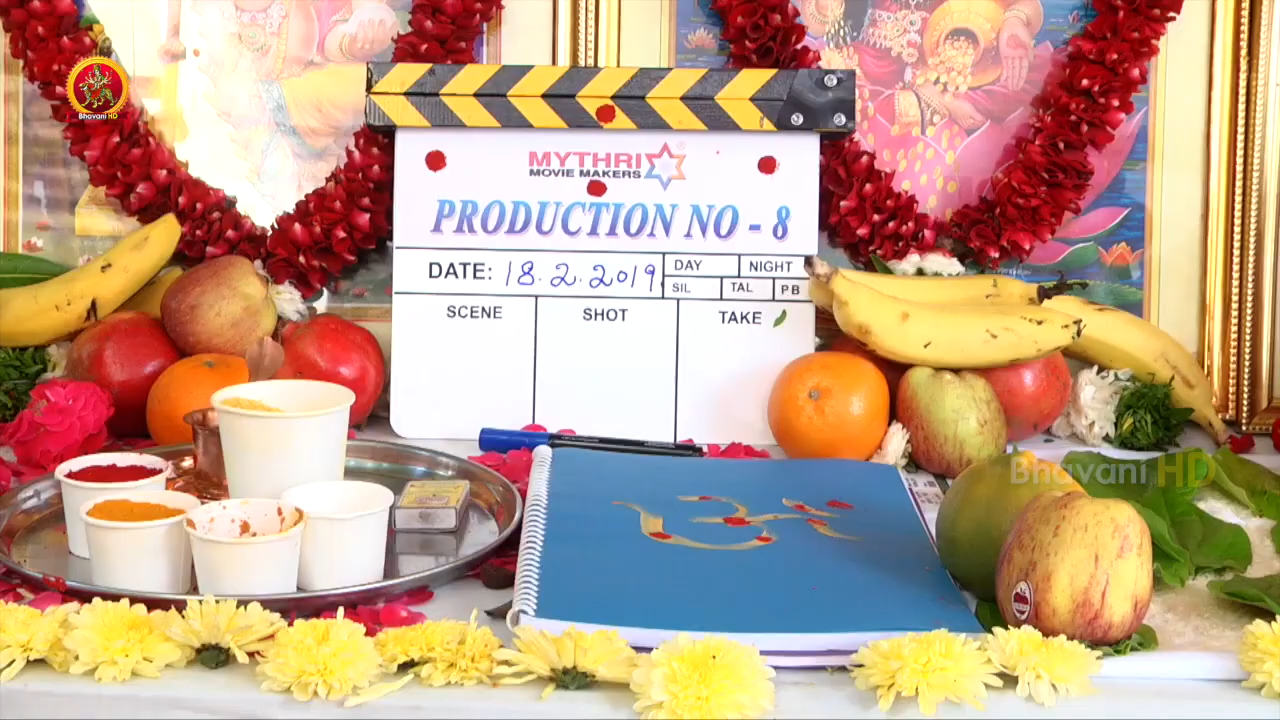 Bhavani HD
MYTHRI
MOVIE MAKERS
PRODUCTION NO - 8
DATE: 18.2.2019
DAY NIGHT
SIL TAL PB
SCENE SHOT TAKE
ॐ
Bhavani HD